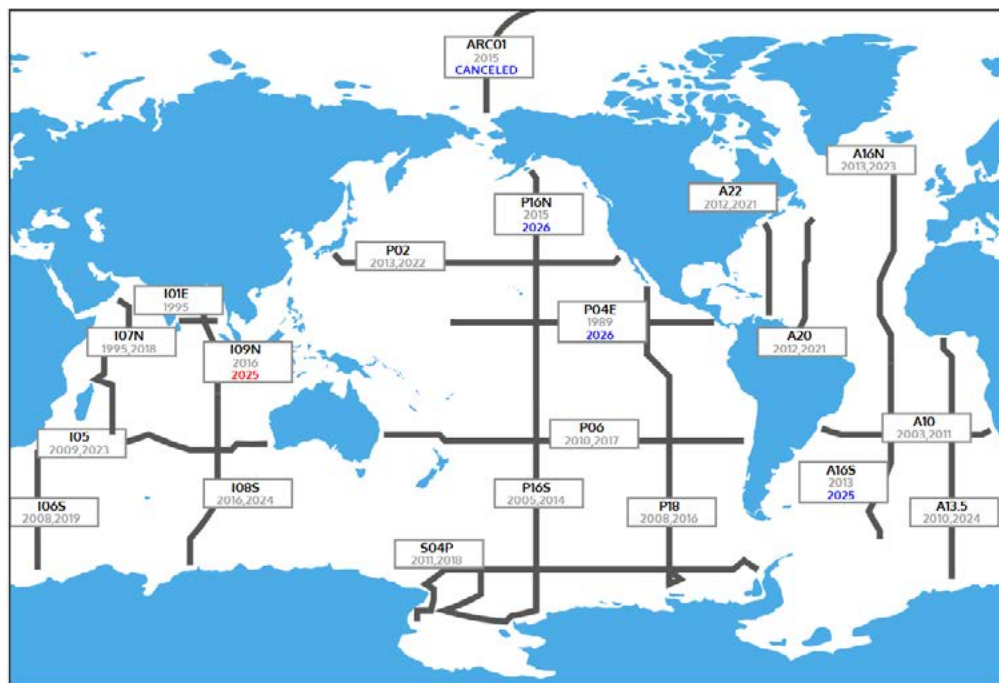 ARC01
2015
CANCELED
A16N
2013,2023
A22
2012,2021
P16N
2015
2026
P02
2013,2022
I01E
1995
P04E
1989
2026
I07N
1995,2018
I09N
2016
2025
A20
2012,2021
I05
2009,2023
P06
2010,2017
A10
2003,2011
A16S
2013
2025
I06S
2008,2019
I08S
2016,2024
P16S
2005,2014
P18
2008,2016
A13.5
2010,2024
S04P
2011,2018